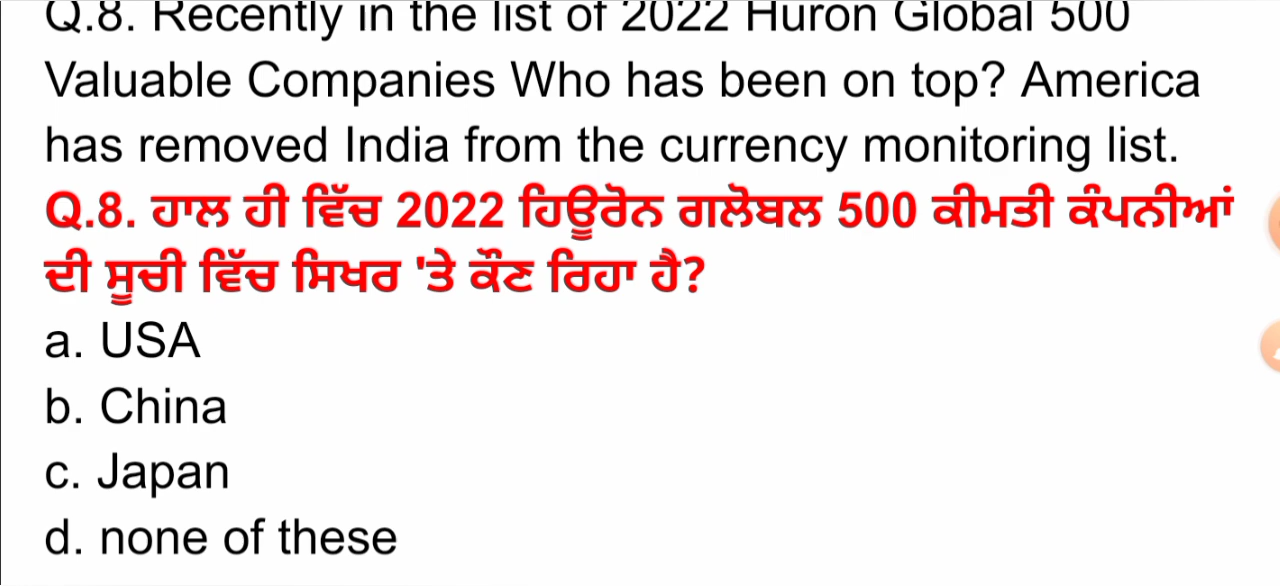 Q.8. Recently in the list of 2022 Huron Global 500
Valuable Companies Who has been on top? America
has removed India from the currency monitoring list.
Q.8. ਹਾਲ ਹੀ ਵਿੱਚ 2022 ਹਿਊਰੋਨ ਗਲੋਬਲ 500 ਕੀਮਤੀ ਕੰਪਨੀਆਂ
ਦੀ ਸੂਚੀ ਵਿੱਚ ਸਿਖਰ 'ਤੇ ਕੌਣ ਰਿਹਾ ਹੈ?
a. USA
b. China
c. Japan
d. none of these